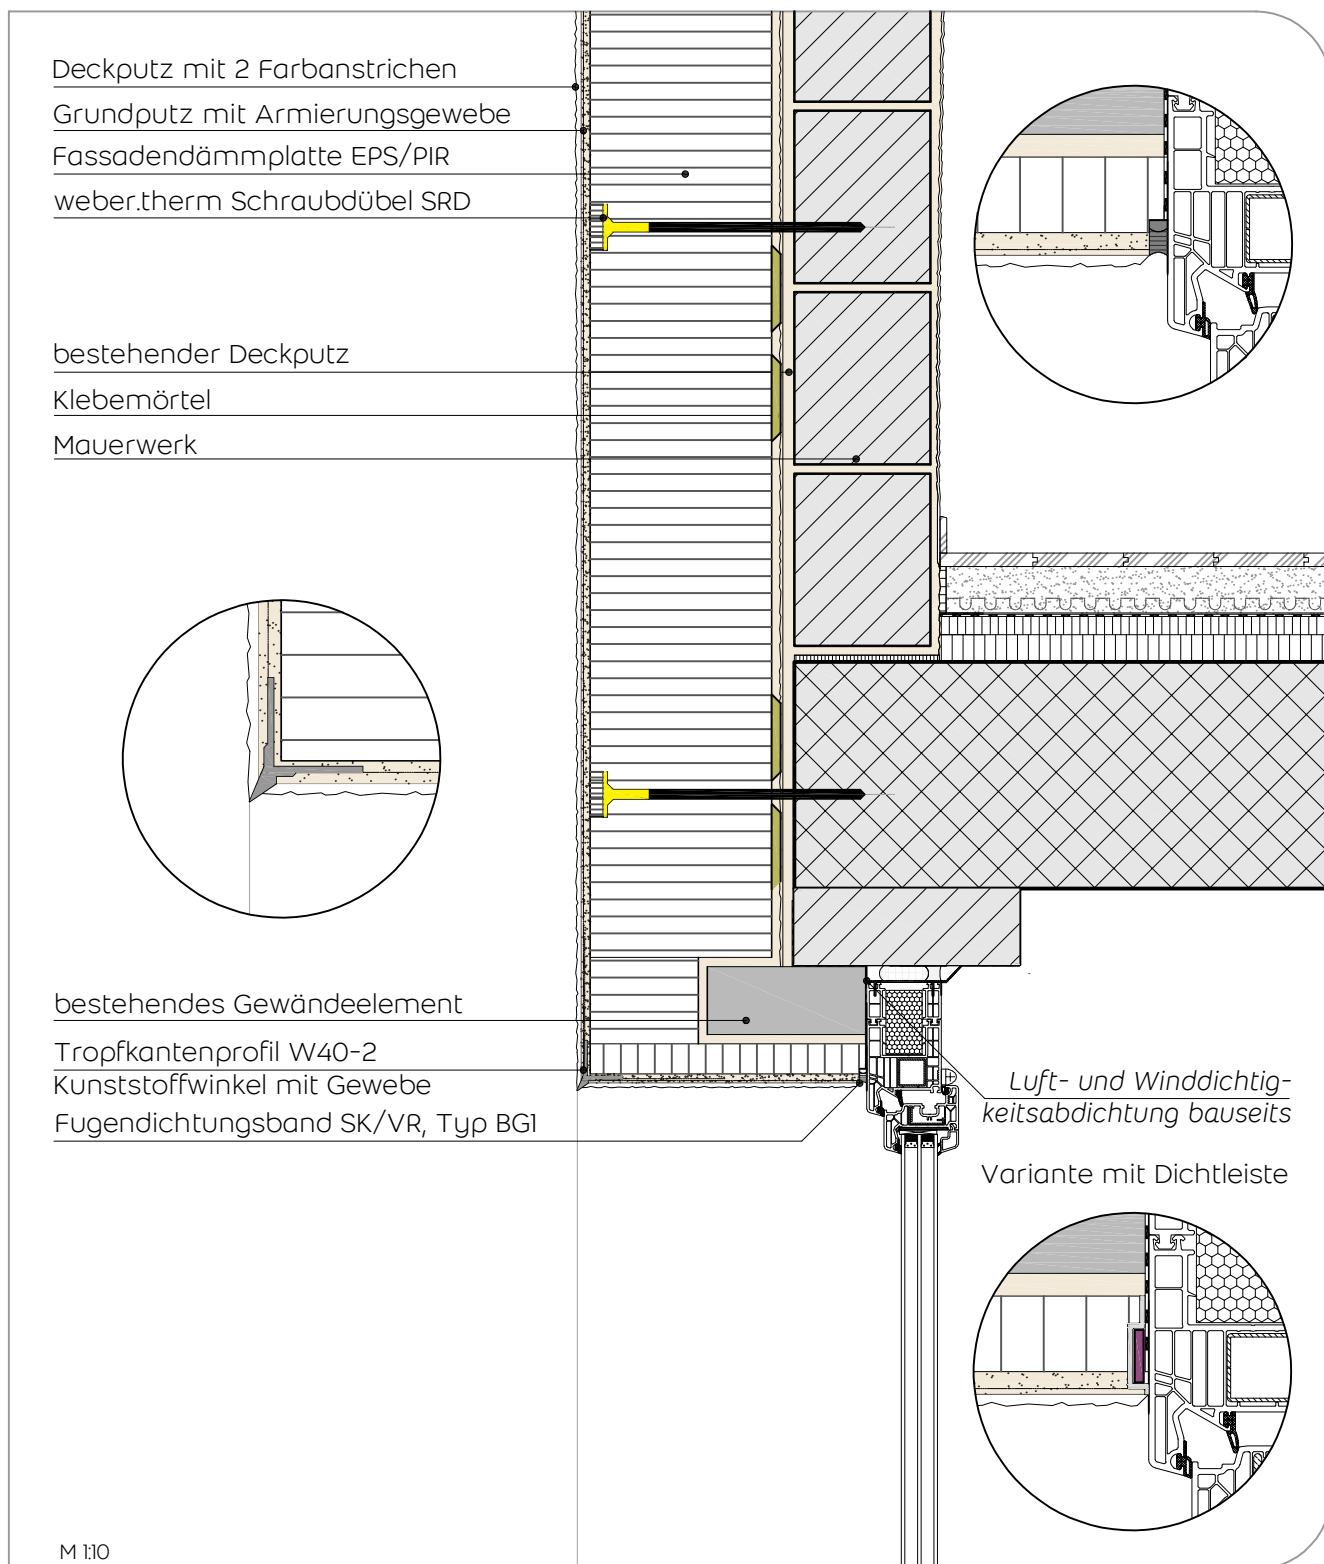 Deckputz mit 2 Farbanstrichen
Grundputz mit Armierungsgewebe
Fassadendämmplatte EPS/PIR
weber.therm Schraubdübel SRD
bestehender Deckputz
Klebemörtel
Mauerwerk
bestehendes Gewändeelement
Tropfkantenprofil W40-2
Kunststoffwinkel mit Gewebe
Fugendichtungsband SK/VR, Typ BG1
Luft- und Winddichtig-
keitsabdichtung bauseits
Variante mit Dichtleiste
M 1:10